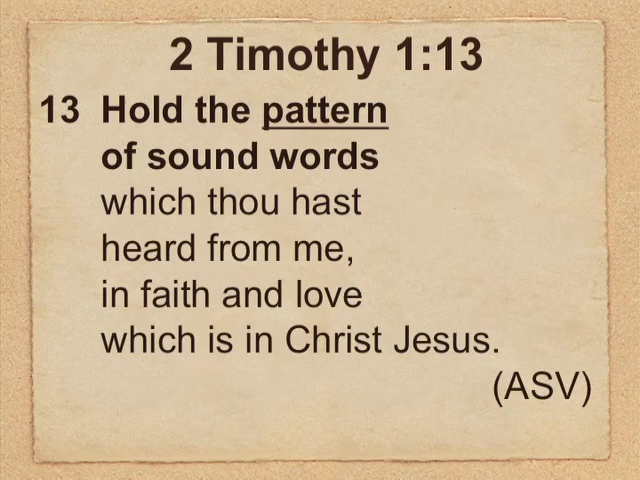 2 Timothy 1:13
13 Hold the pattern
of sound words
which thou hast
heard from me,
in faith and love
which is in Christ Jesus.
(ASV)